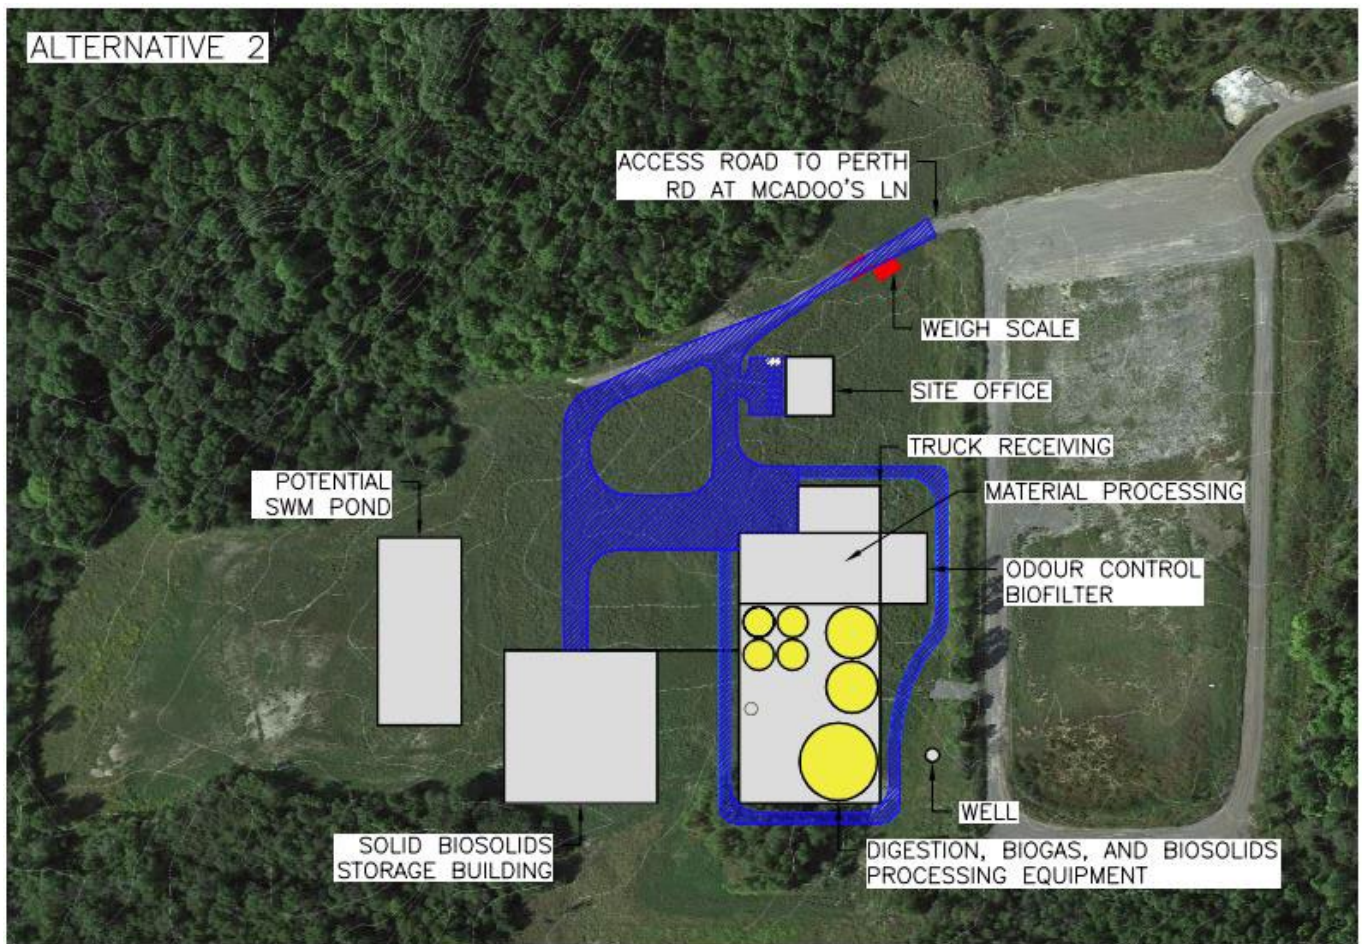 ALTERNATIVE 2
ACCESS ROAD TO PERTH
RD AT MCADOO'S LN
WEIGH SCALE
SITE OFFICE
TRUCK RECEIVING
MATERIAL PROCESSING
POTENTIAL
SWM POND
ODOUR CONTROL
BIOFILTER
WELL
SOLID BIOSOLIDS
STORAGE BUILDING
DIGESTION, BIOGAS, AND BIOSOLIDS
PROCESSING EQUIPMENT